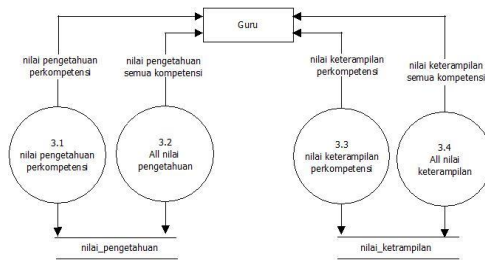 Guru
nilai pengetahuan
perkompetensi
nilai pengetahuan
semua kompetensi
nilai keterampilan
perkompetensi
nilai keterampilan
semua kompetensi
3.1
nilai pengetahuan
perkompetensi
3.2
All nilai
pengetahuan
3.3
nilai keterampilan
perkompetensi
3.4
All nilai
keterampilan
nilai_pengetahuan
nilai_ketrampilan